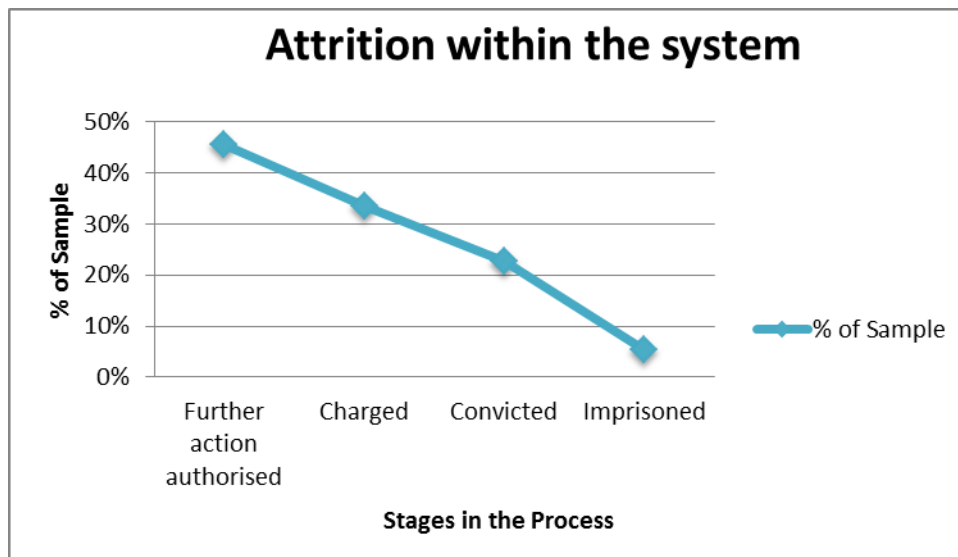 Attrition within the system
50%
40%
30%
20%
10%
0%
% of Sample
Further
action
authorised
Charged
Convicted
Imprisoned
Stages in the Process
% of Sample